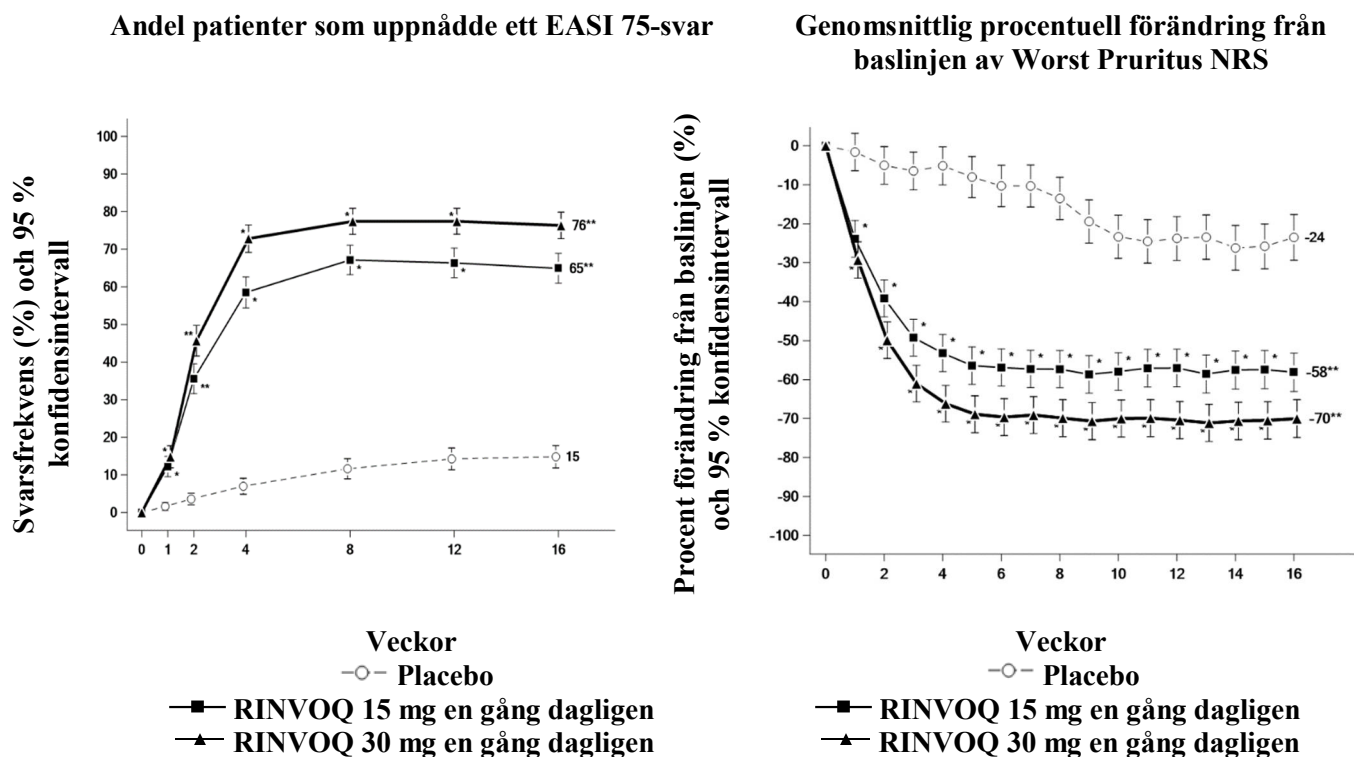 Andel patienter som uppnådde ett EASI 75-svar
Svarsfrekvens (%) och 95 %
konfidensintervall
100
90
80
70
60
50
40
30
20
10
0
0 1 2 4 8 12 16
*
*
**
**
*
*
*
*
*
*
76**
65**
15
Veckor
Placebo
RINVOQ 15 mg en gång dagligen
RINVOQ 30 mg en gång dagligen
Genomsnittlig procentuell förändring från
baslinjen av Worst Pruritus NRS
Procent förändring från baslinjen (%)
och 95 % konfidensintervall
0
-10
-20
-30
-40
-50
-60
-70
-80
-90
-100
0 2 4 6 8 10 12 14 16
* * * * * * * * * * * * * * *
* * * * * * * * * * * * * * *
-24
-58**
-70**
Veckor
Placebo
RINVOQ 15 mg en gång dagligen
RINVOQ 30 mg en gång dagligen